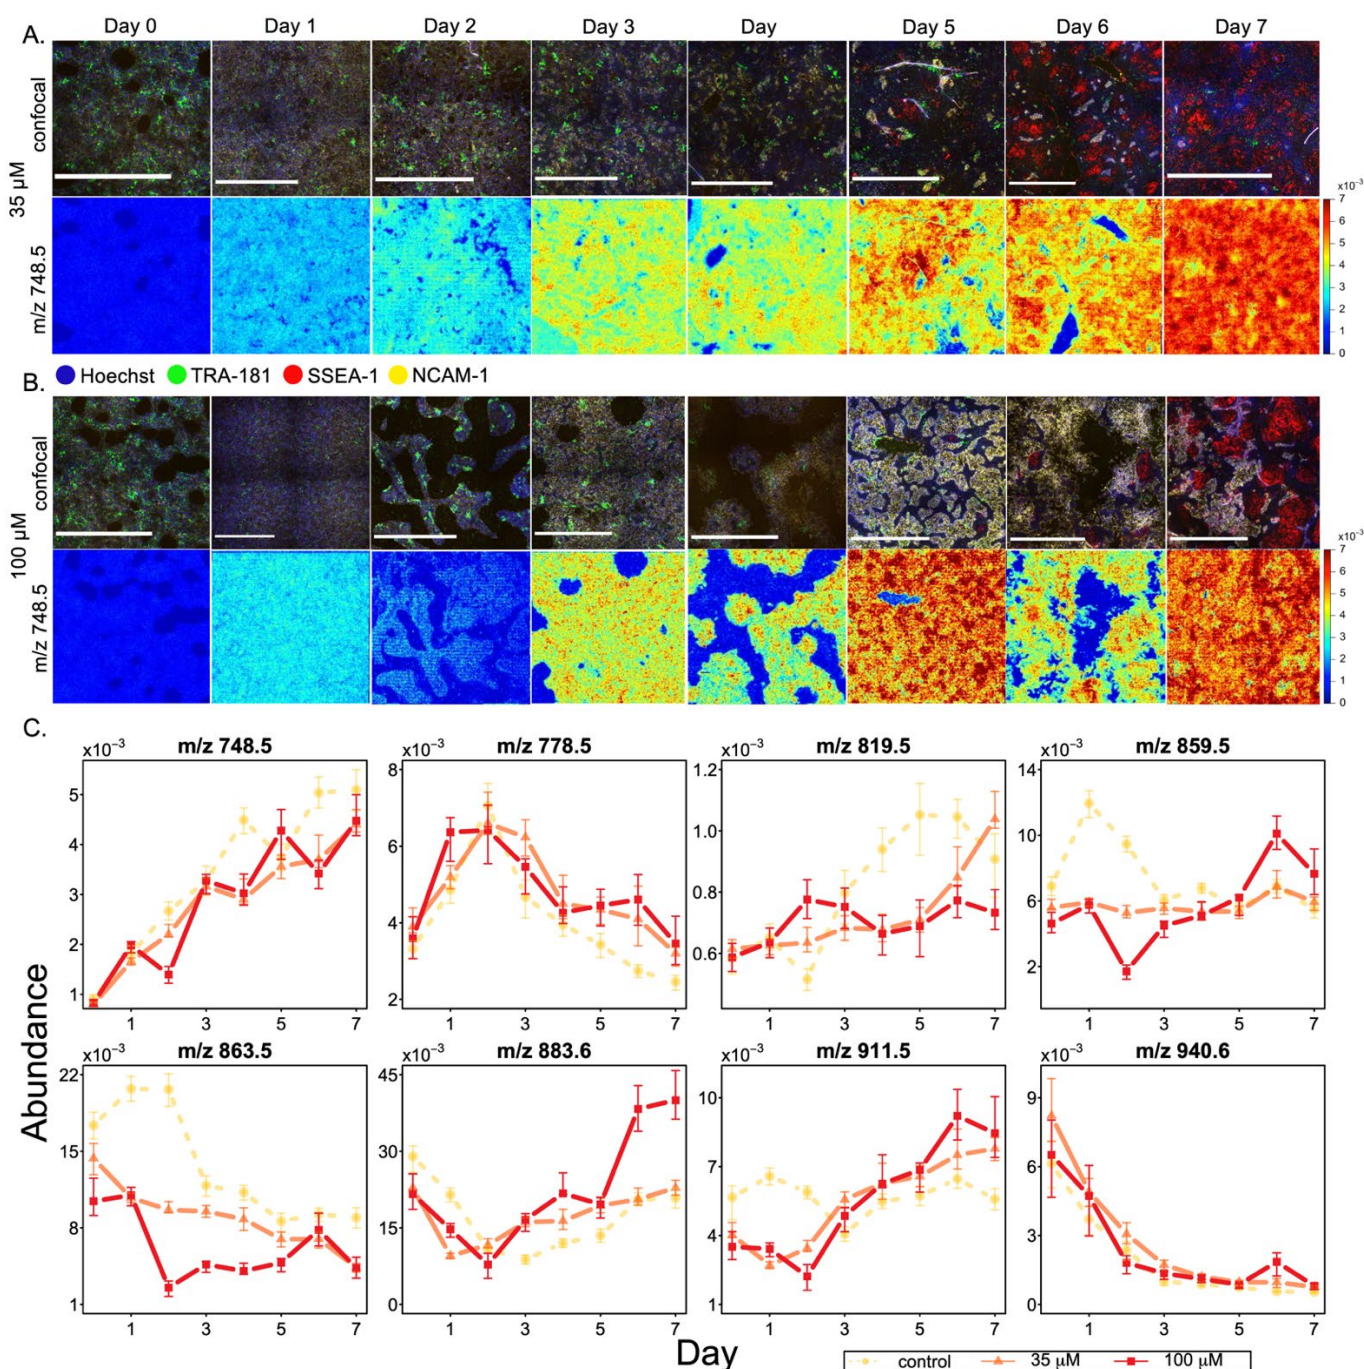 A.
Day 0 Day 1 Day 2 Day 3 Day Day 5 Day 6 Day 7
35 µM
confocal
m/z 748.5
x10⁻³
7
6
5
4
3
2
1
0
Hoechst TRA-181 SSEA-1 NCAM-1
B.
100 µM
confocal
m/z 748.5
x10⁻³
7
6
5
4
3
2
1
0
C.
Abundance
x10⁻³ m/z 748.5
5
4
3
2
1
1 3 5 7
x10⁻³ m/z 778.5
8
6
4
2
1 3 5 7
x10⁻³ m/z 819.5
1.2
1.0
0.8
0.6
1 3 5 7
x10⁻³ m/z 859.5
14
10
6
2
1 3 5 7
x10⁻³ m/z 863.5
22
15
8
1
1 3 5 7
x10⁻³ m/z 883.6
45
30
15
0
1 3 5 7
x10⁻³ m/z 911.5
10
7
4
1
1 3 5 7
x10⁻³ m/z 940.6
9
6
3
0
1 3 5 7
Day
control 35 µM 100 µM